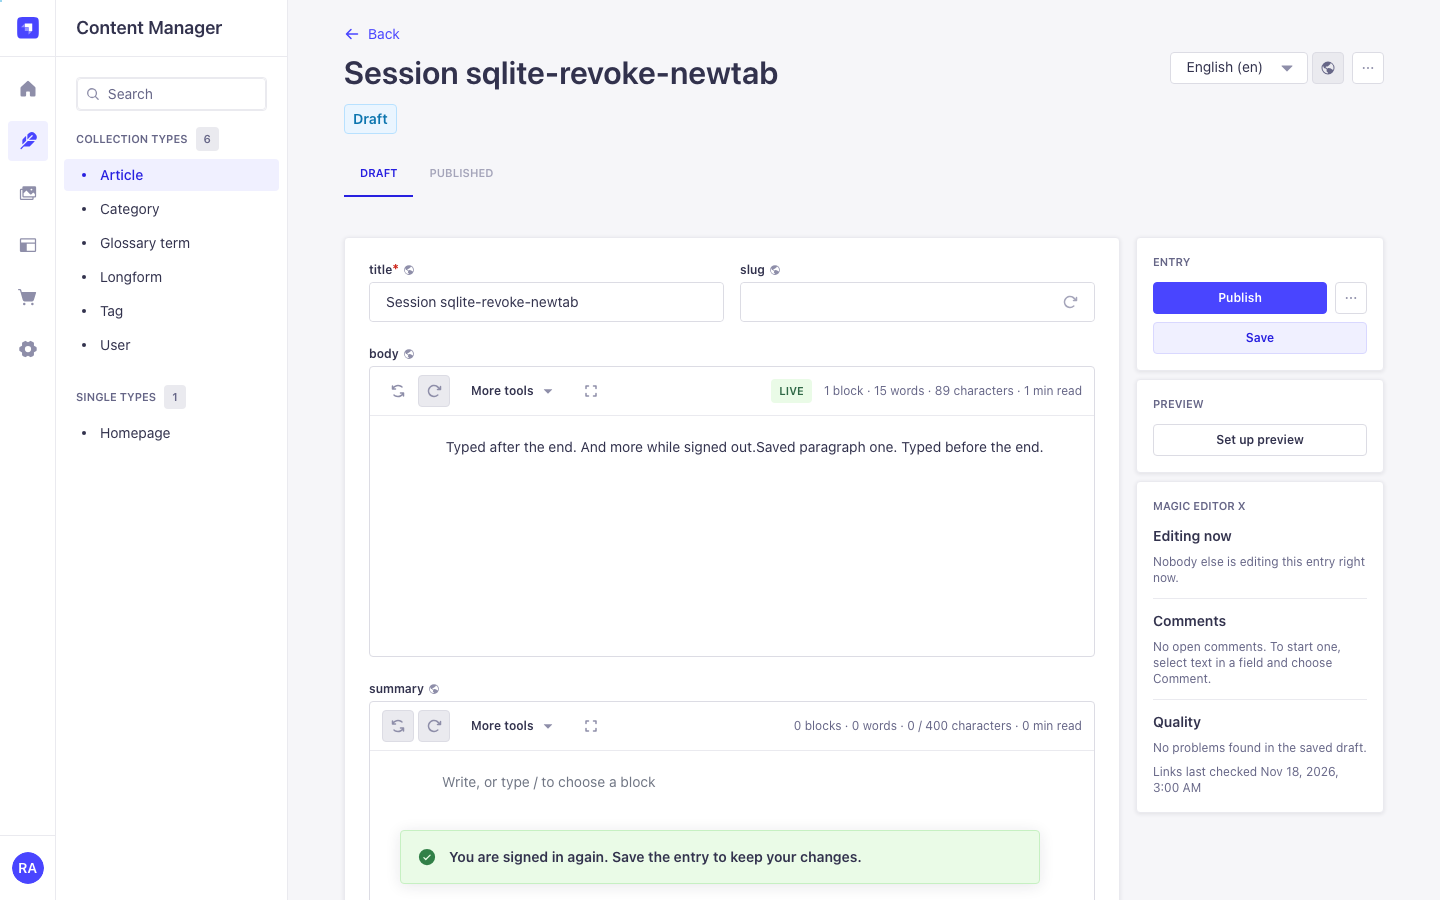 Content Manager
Search
COLLECTION TYPES 6
Article
Category
Glossary term
Longform
Tag
User
SINGLE TYPES 1
Homepage
RA
Back
Session sqlite-revoke-newtab
English (en)
Draft
DRAFT
PUBLISHED
title*
Session sqlite-revoke-newtab
slug
body
More tools
LIVE
1 block · 15 words · 89 characters · 1 min read
Typed after the end. And more while signed out.Saved paragraph one. Typed before the end.
summary
More tools
0 blocks · 0 words · 0 / 400 characters · 0 min read
Write, or type / to choose a block
You are signed in again. Save the entry to keep your changes.
ENTRY
Publish
Save
PREVIEW
Set up preview
MAGIC EDITOR X
Editing now
Nobody else is editing this entry right
now.
Comments
No open comments. To start one,
select text in a field and choose
Comment.
Quality
No problems found in the saved draft.
Links last checked Nov 18, 2026,
3:00 AM